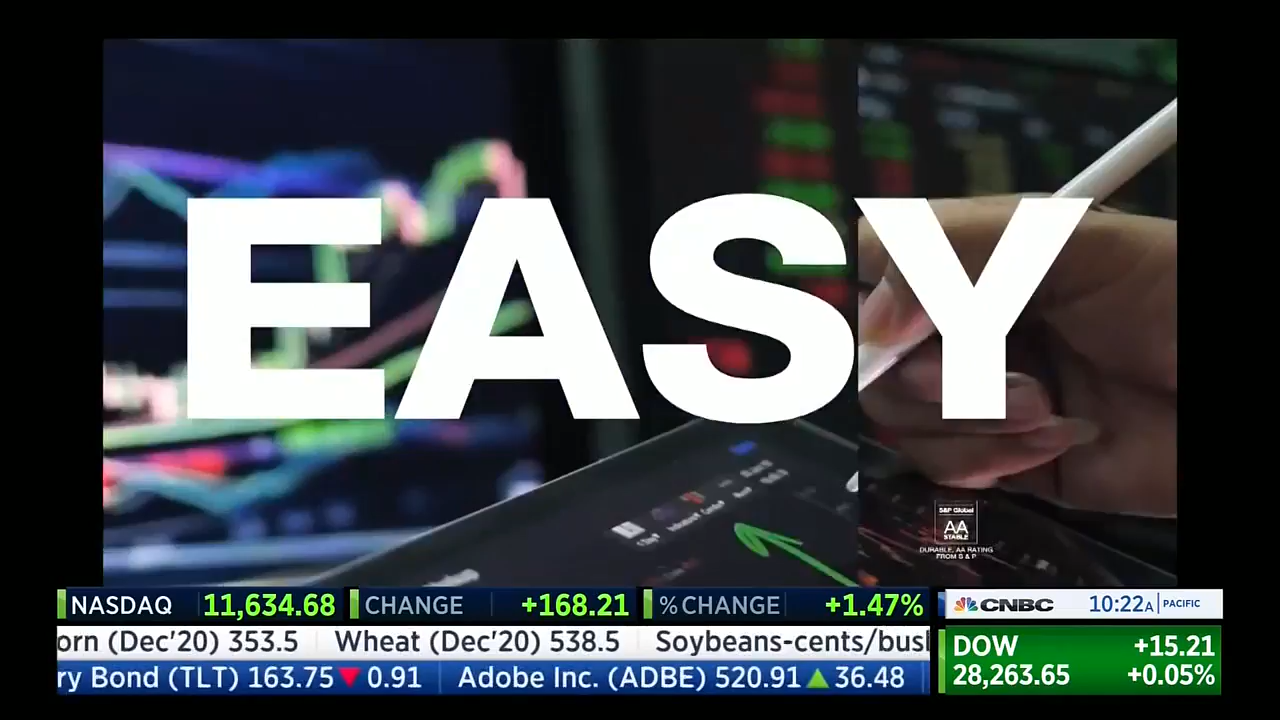 EASY
S&P Global
AA
STABLE
DURABLE, AA RATING
FROM S & P
NASDAQ 11,634.68 CHANGE +168.21 % CHANGE +1.47% CNBC 10:22A PACIFIC
orn (Dec'20) 353.5 Wheat (Dec'20) 538.5 Soybeans-cents/bus
DOW +15.21
ry Bond (TLT) 163.75 ▼ 0.91 Adobe Inc. (ADBE) 520.91 ▲ 36.48
28,263.65 +0.05%